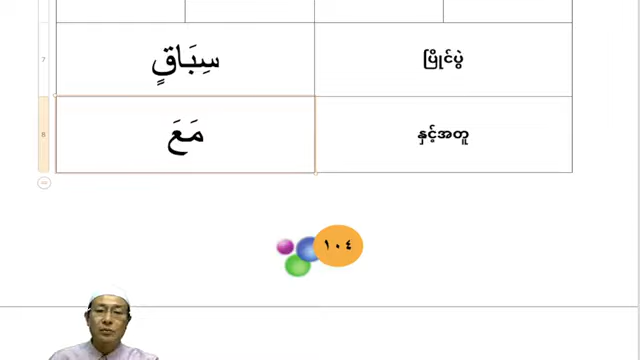 7
سِبَاقٍ
ပြိုင်ပွဲ
8
مَعَ
နှင့်အတူ
١٠٤